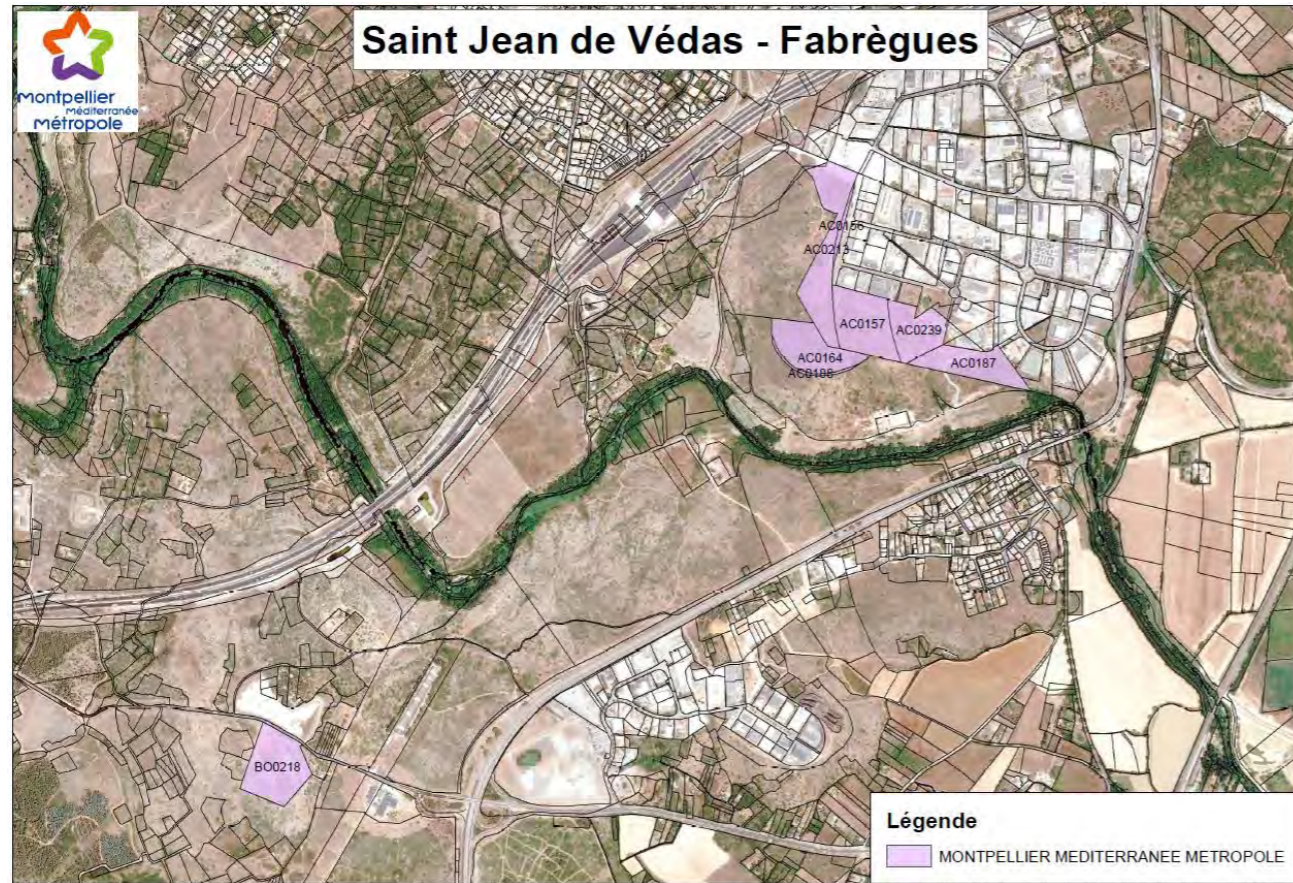 montpellier
méditerranée
métropole
Saint Jean de Védas - Fabrègues
AC0156
AC0213
AC0157
AC0239
AC0164
AC0187
BO0218
Légende
MONTPELLIER MEDITERRANEE METROPOLE